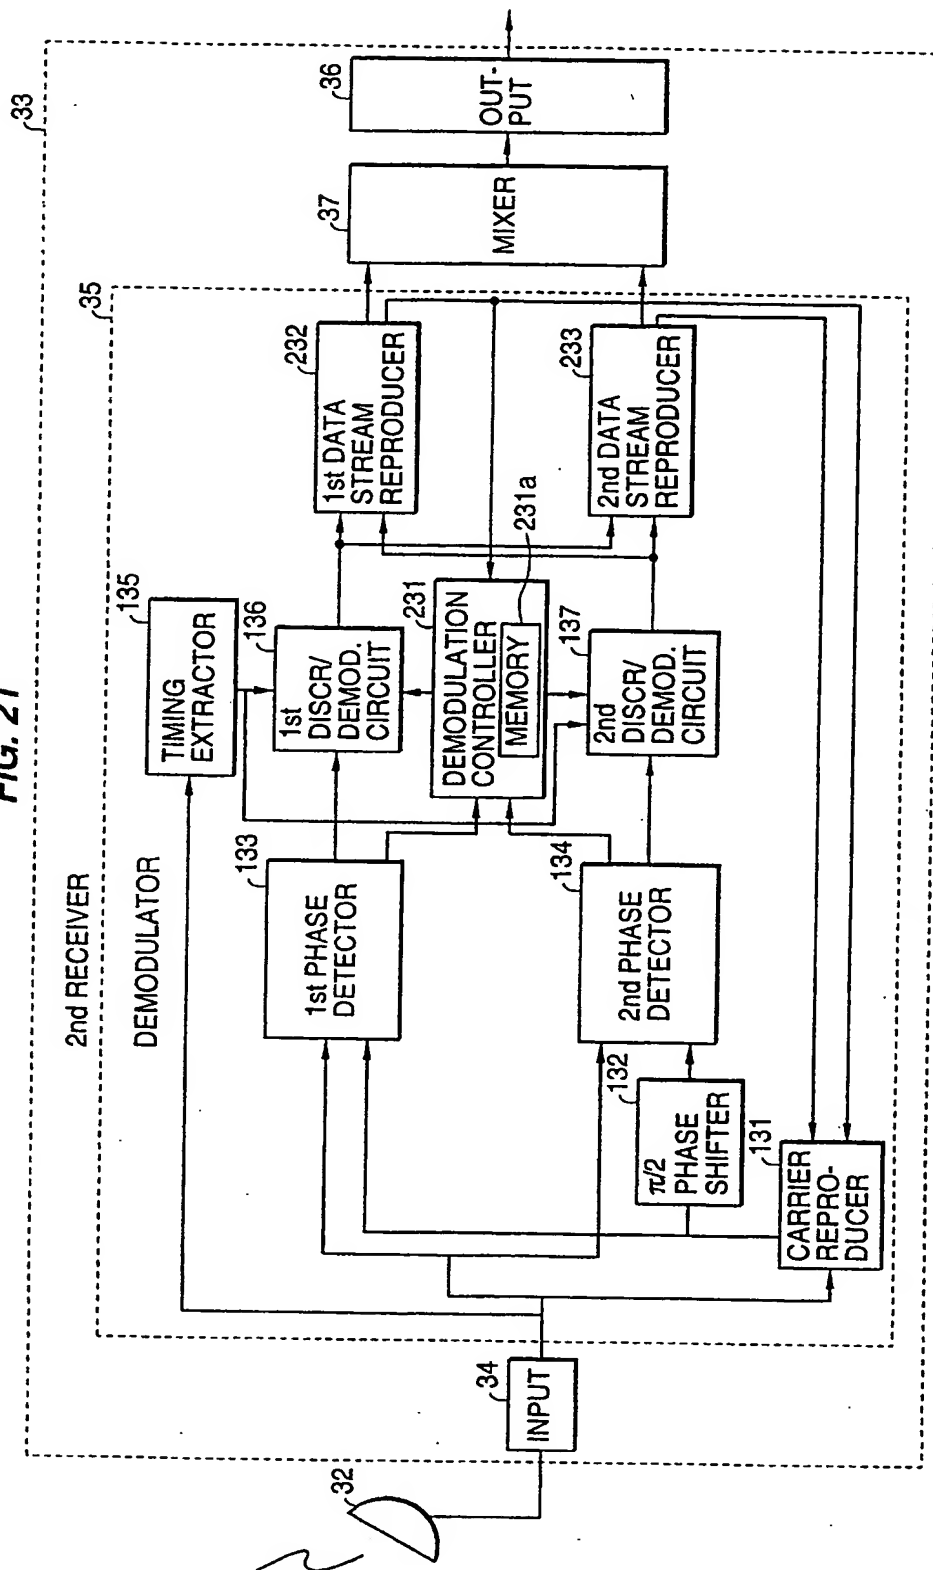 FIG. 21
33
2nd RECEIVER
35
DEMODULATOR
135
TIMING
EXTRACTOR
232
1st DATA
STREAM
REPRODUCER
36
OUT-
PUT
37
MIXER
133
1st PHASE
DETECTOR
136
1st
DISCR/
DEMOD.
CIRCUIT
231
DEMODULATION
CONTROLLER
MEMORY
231a
233
2nd DATA
STREAM
REPRODUCER
32
34
INPUT
134
2nd PHASE
DETECTOR
137
2nd
DISCR/
DEMOD.
CIRCUIT
132
π/2
PHASE
SHIFTER
131
CARRIER
REPRO-
DUCER